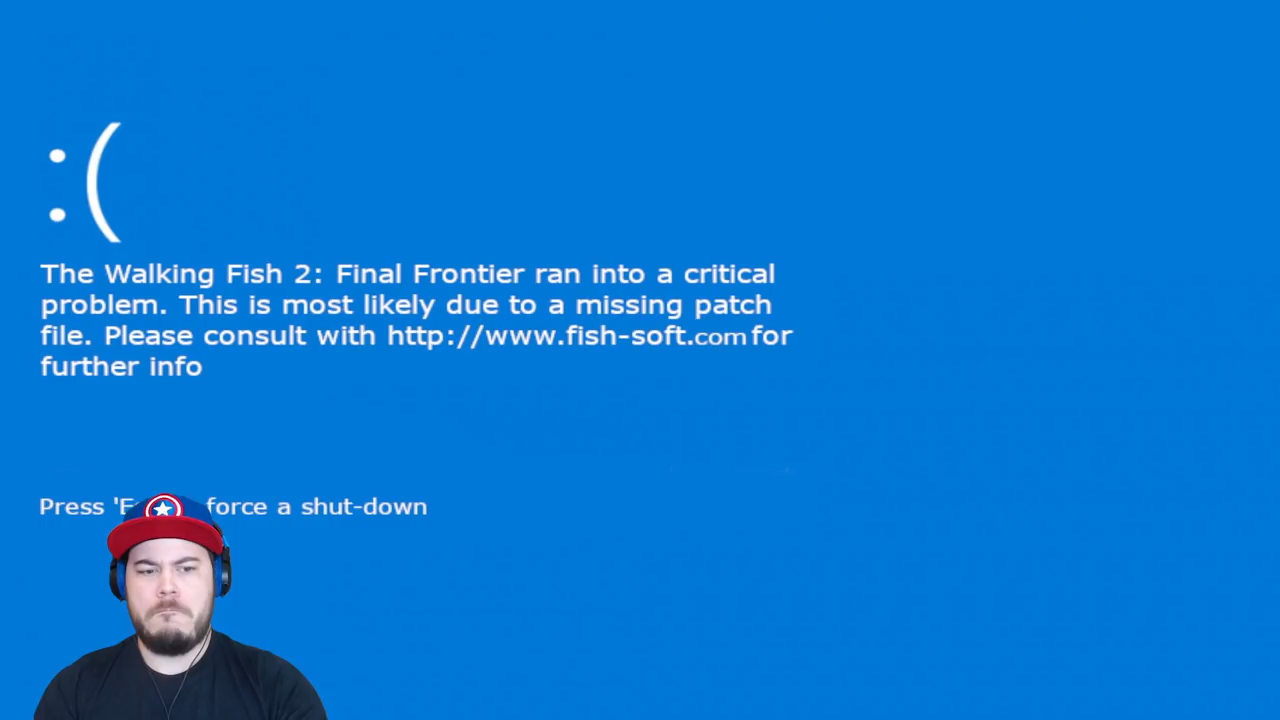 :(
The Walking Fish 2: Final Frontier ran into a critical
problem. This is most likely due to a missing patch
file. Please consult with http://www.fish-soft.com for
further info
Press force a shut-down